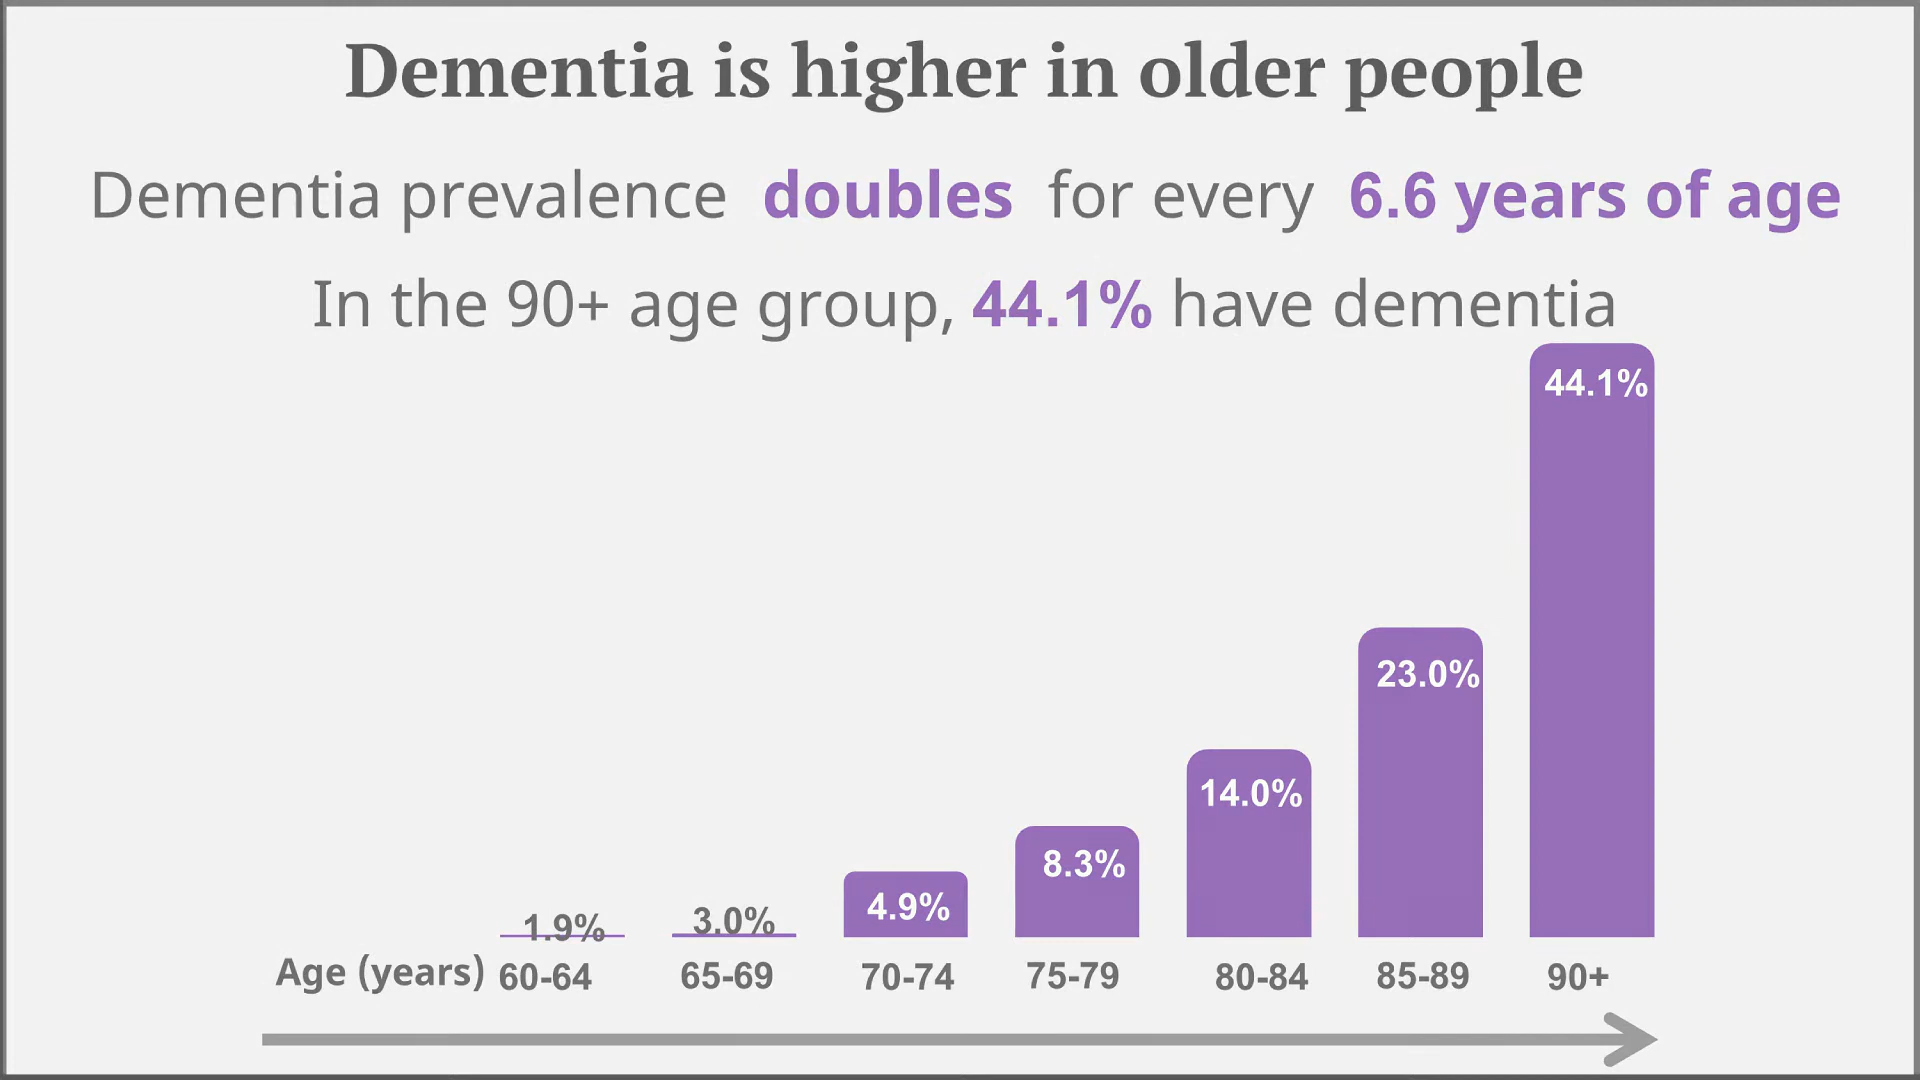 Dementia is higher in older people
Dementia prevalence doubles for every 6.6 years of age
In the 90+ age group, 44.1% have dementia
44.1%
23.0%
14.0%
8.3%
4.9%
3.0%
1.9%
Age (years) 60-64 65-69 70-74 75-79 80-84 85-89 90+